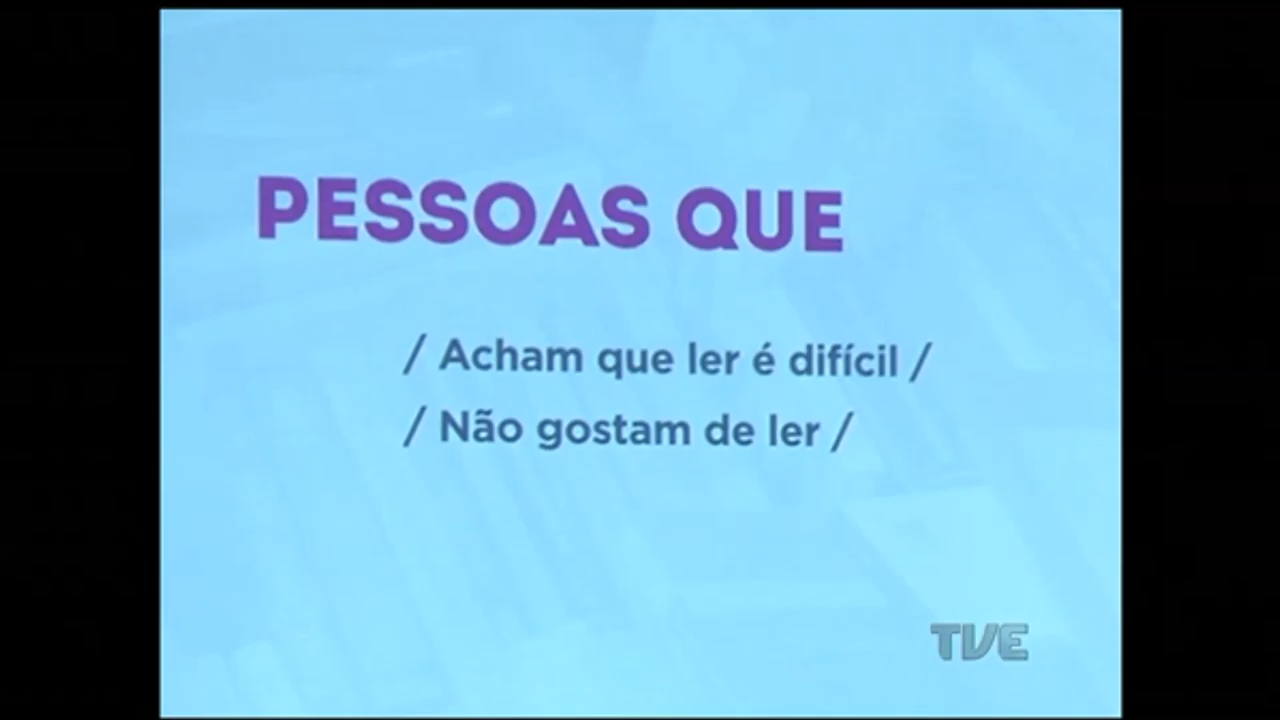 PESSOAS QUE
/ Acham que ler é difícil /
/ Não gostam de ler /
TVE